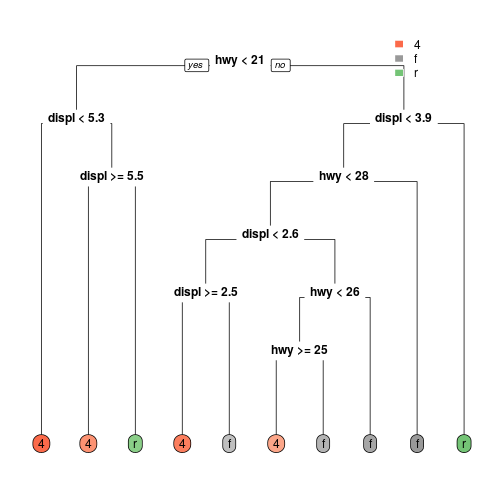 4
f
r
yes hwy < 21 no
displ < 5.3 displ < 3.9
displ >= 5.5 hwy < 28
displ < 2.6
displ >= 2.5 hwy < 26
hwy >= 25
4 4 r 4 f 4 f f f r